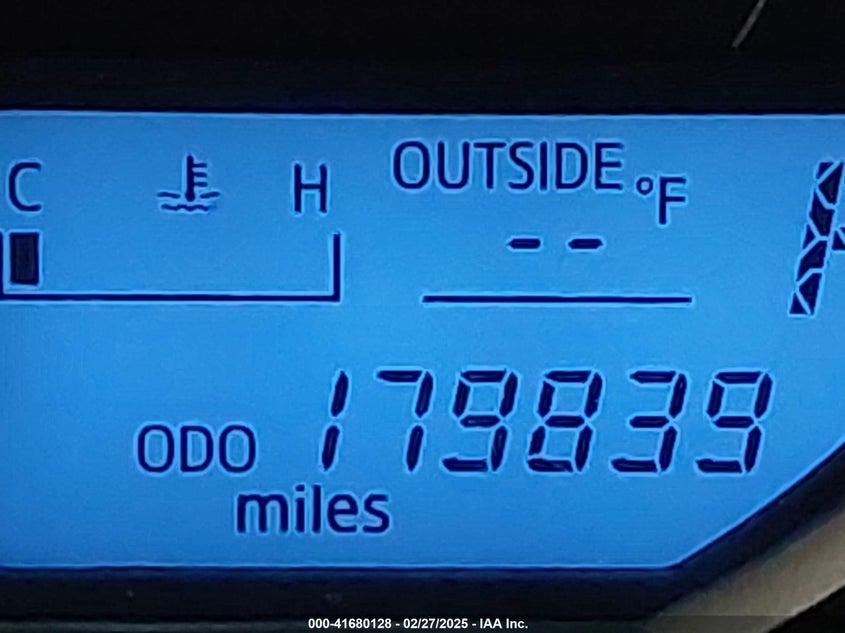 C H OUTSIDE °F
--
ODO 179839
miles
000-41680128 - 02/27/2025 - IAA Inc.